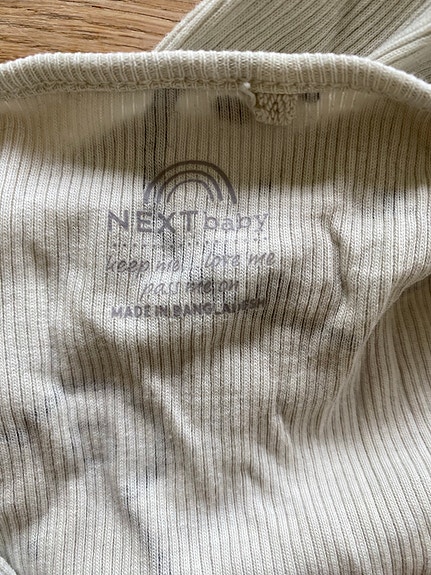 NEXT baby
keep me.. love me
pass me on
MADE IN BANGLADESH